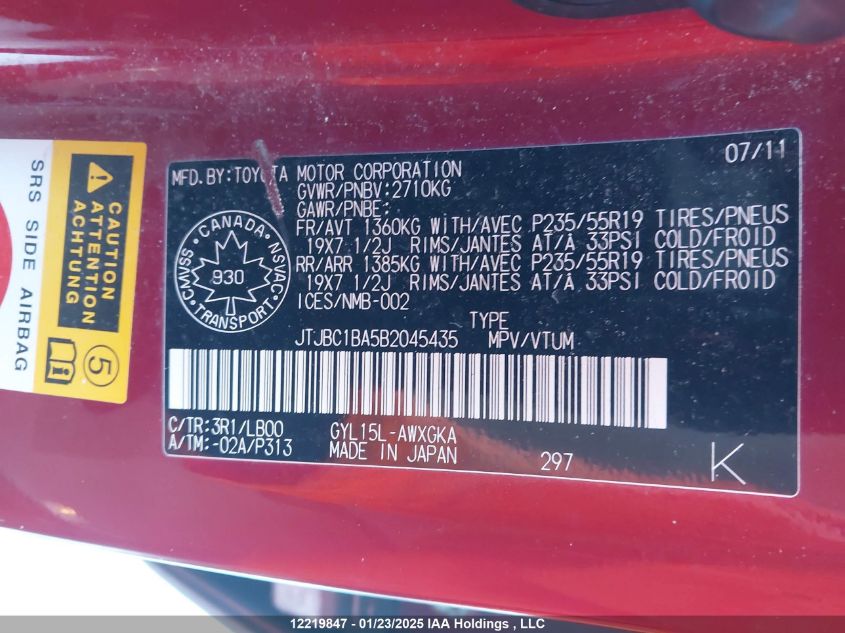 07/11
MFD.BY:TOYOTA MOTOR CORPORATION
GVWR/PNBV:2710KG
GAWR/PNBE:
FR/AVT 1360KG WITH/AVEC P235/55R19 TIRES/PNEUS
19X7 1/2J RIMS/JANTES AT/À 33PSI COLD/FROID
RR/ARR 1385KG WITH/AVEC P235/55R19 TIRES/PNEUS
19X7 1/2J RIMS/JANTES AT/À 33PSI COLD/FROID
ICES/NMB-002
CANADA
CMVSS
NSVAC
930
TRANSPORT
TYPE
JTJBC1BA5B2045435 MPV/VTUM
C/TR:3R1/LB00 GYL15L-AWXGKA
A/TM:-02A/P313 MADE IN JAPAN 297 K
SRS SIDE AIRBAG
CAUTION
ATTENTION
ACHTUNG
5
12219847 - 01/23/2025 IAA Holdings , LLC